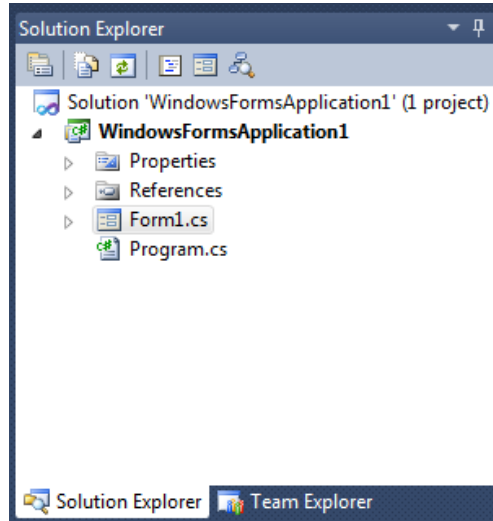 Solution Explorer
Solution 'WindowsFormsApplication1' (1 project)
WindowsFormsApplication1
Properties
References
Form1.cs
Program.cs
Solution Explorer Team Explorer